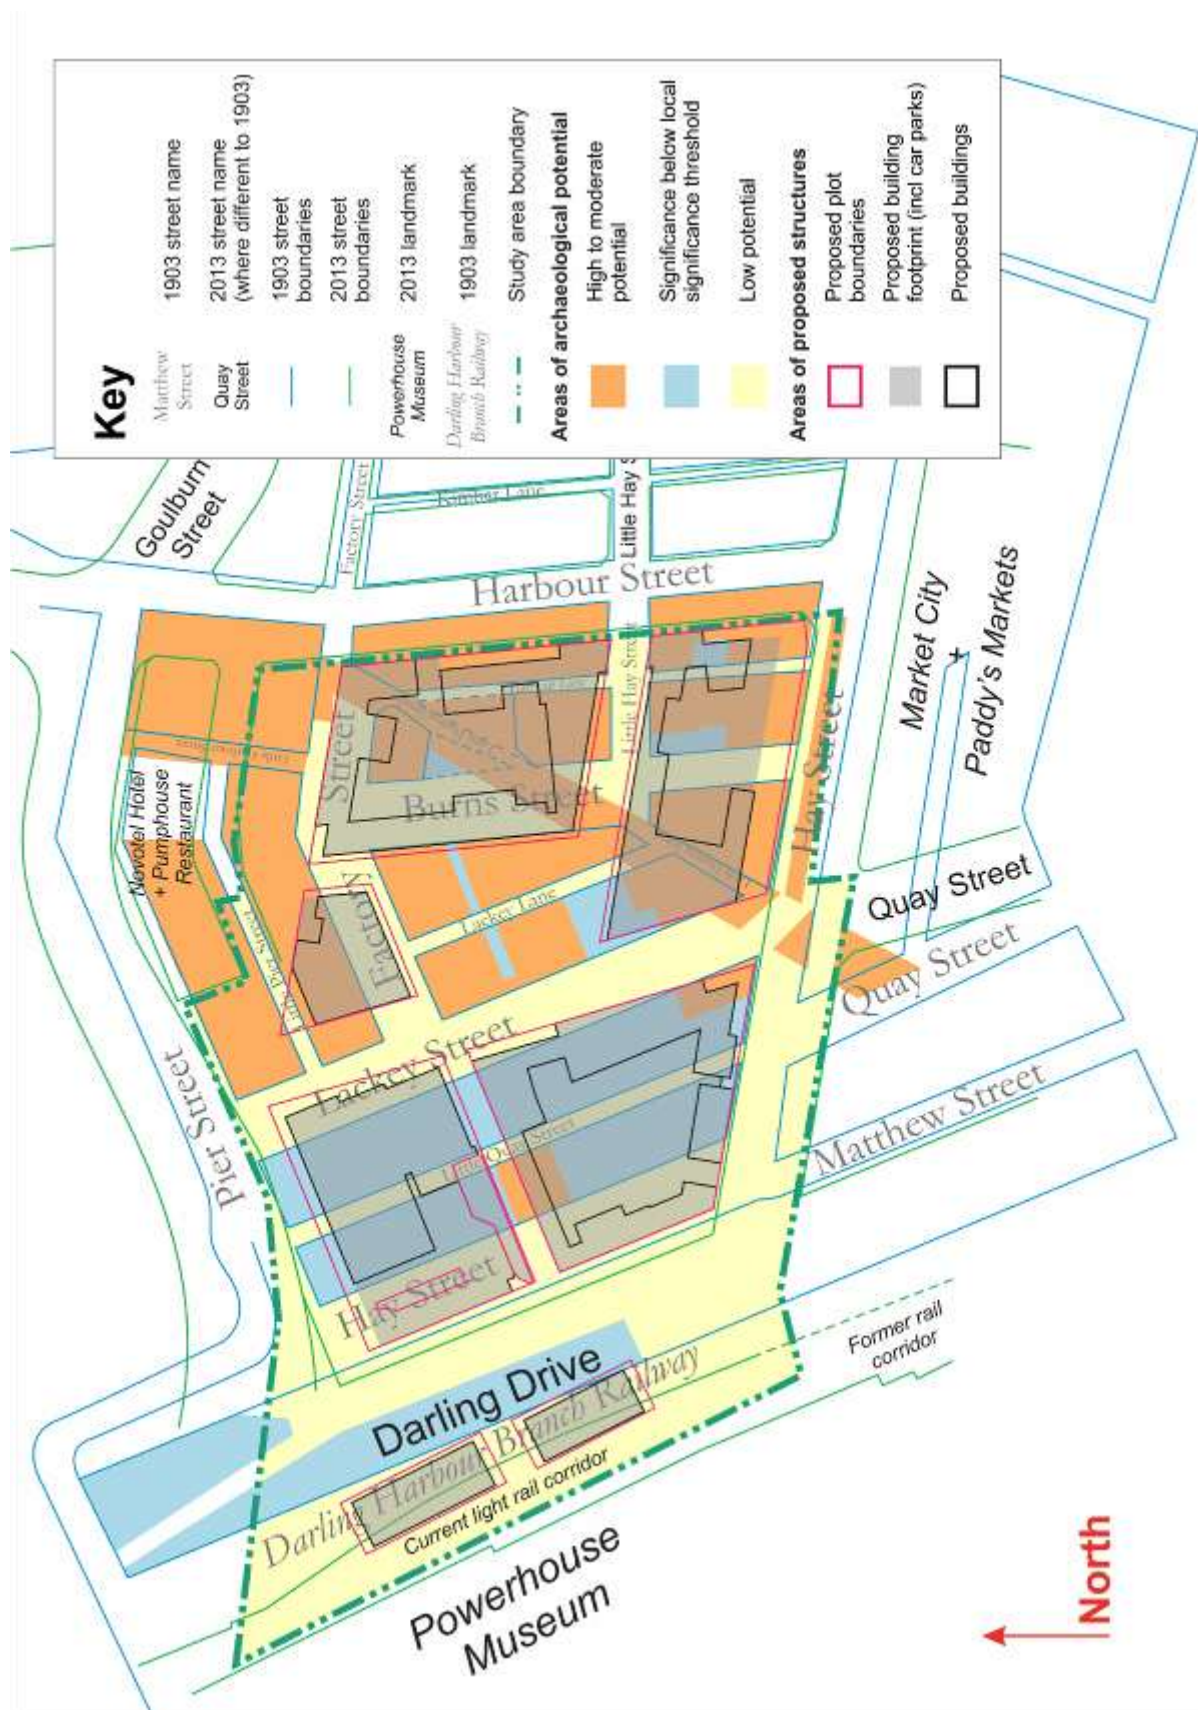 Key
Matthew
Street
1903 street name
Quay
Street
2013 street name
(where different to 1903)
1903 street
boundaries
2013 street
boundaries
Powerhouse
Museum
2013 landmark
Darling Harbour
Branch Railway
1903 landmark
Study area boundary
Areas of archaeological potential
High to moderate
potential
Significance below local
significance threshold
Low potential
Areas of proposed structures
Proposed plot
boundaries
Proposed building
footprint (incl car parks)
Proposed buildings
Goulburn
Street
Factory Street
Little Hay S
Harbour Street
Novotel Hotel
+ Pumphouse
Restaurant
Little Pier Street
Street
Factory
Burns Street
Little Hay Street
Lackey Lane
Hay Street
Market City
+
Paddy's Markets
Quay Street
Quay Street
Pier Street
Lackey Street
Matthew Street
Hay Street
Darling Drive
Darling Harbour Branch Railway
Current light rail corridor
Former rail
corridor
Powerhouse
Museum
North